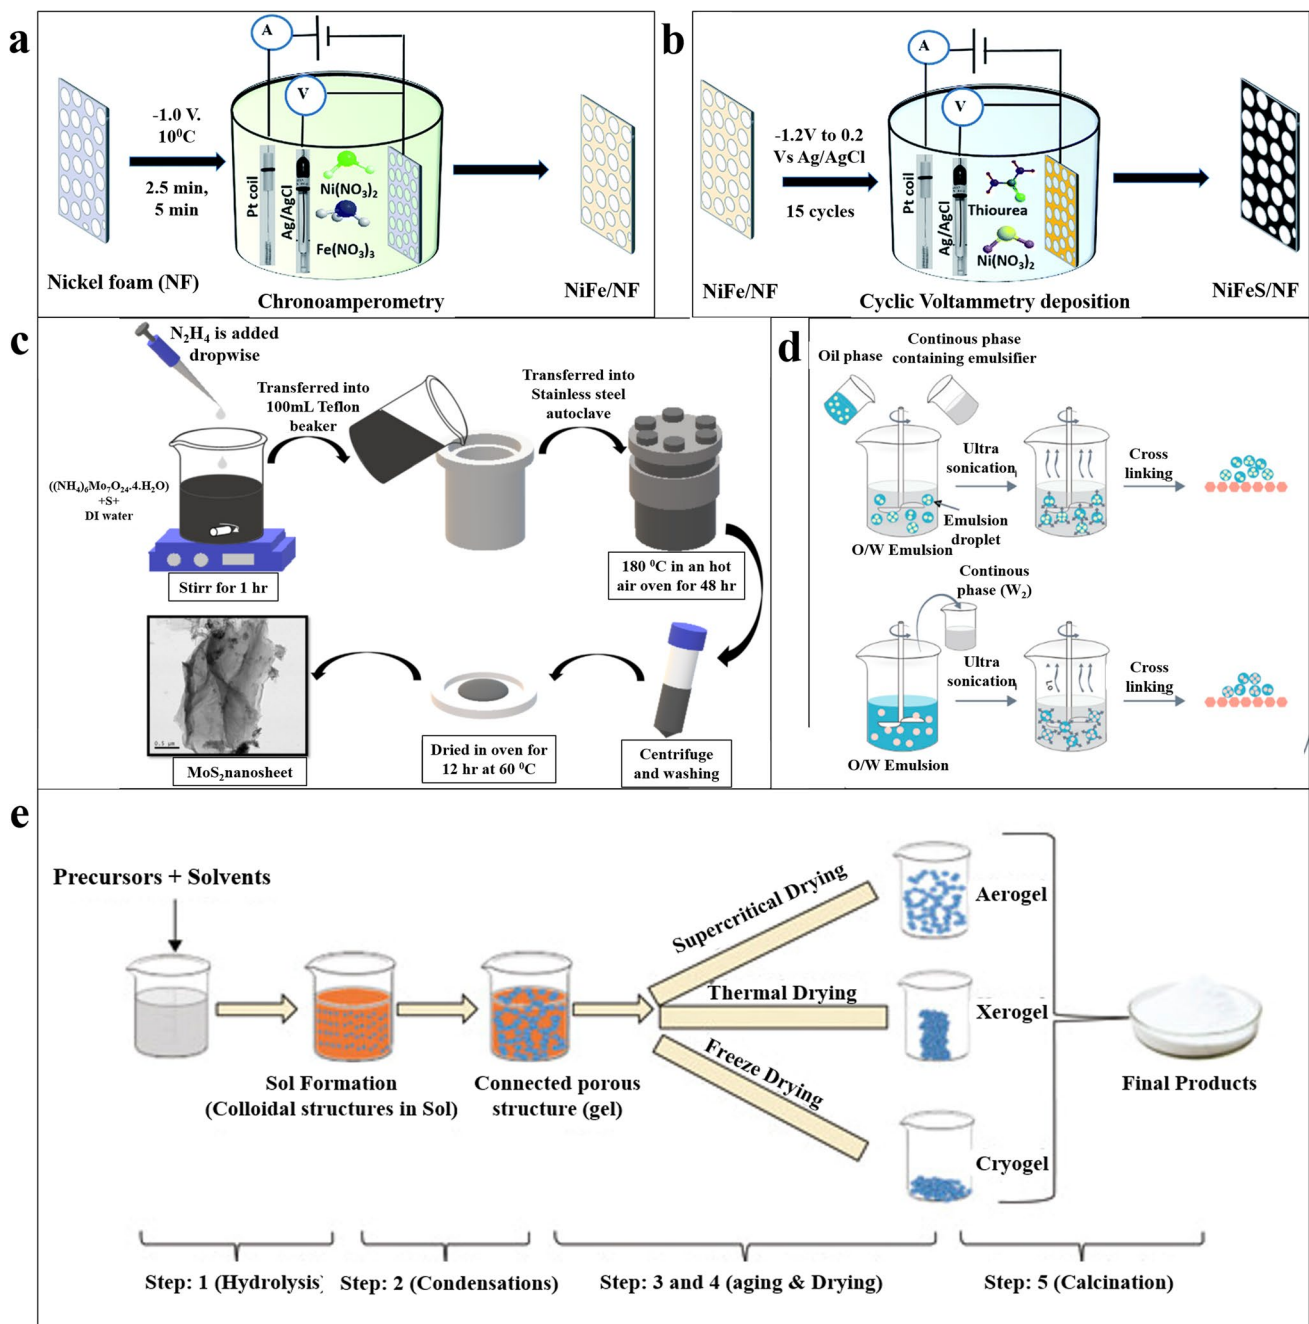 a
A
V
-1.0 V.
10⁰C
2.5 min,
5 min
Pt coil
Ag/AgCl
Ni(NO₃)₂
Fe(NO₃)₃
Nickel foam (NF)
Chronoamperometry
NiFe/NF
b
A
V
-1.2V to 0.2
Vs Ag/AgCl
15 cycles
Pt coil
Ag/AgCl
Thiourea
Ni(NO₃)₂
NiFe/NF
Cyclic Voltammetry deposition
NiFeS/NF
c
N₂H₄ is added
dropwise
Transferred into
100mL Teflon
beaker
Transferred into
Stainless steel
autoclave
((NH₄)₆Mo₇O₂₄.4.H₂O)
+S+
DI water
Stirr for 1 hr
180 ⁰C in an hot
air oven for 48 hr
0.5 µm
MoS₂nanosheet
Dried in oven for
12 hr at 60 ⁰C
Centrifuge
and washing
d
Oil phase
Continous phase
containing emulsifier
Ultra
sonication
Cross
linking
Emulsion
droplet
O/W Emulsion
Continous
phase (W₂)
Ultra
sonication
Cross
linking
O/W Emulsion
e
Precursors + Solvents
Sol Formation
(Colloidal structures in Sol)
Connected porous
structure (gel)
Supercritical Drying
Thermal Drying
Freeze Drying
Aerogel
Xerogel
Cryogel
Final Products
Step: 1 (Hydrolysis)
Step: 2 (Condensations)
Step: 3 and 4 (aging & Drying)
Step: 5 (Calcination)